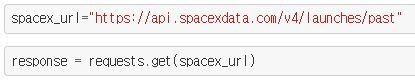 spacex_url="https://api.spacexdata.com/v4/launches/past"
response = requests.get(spacex_url)